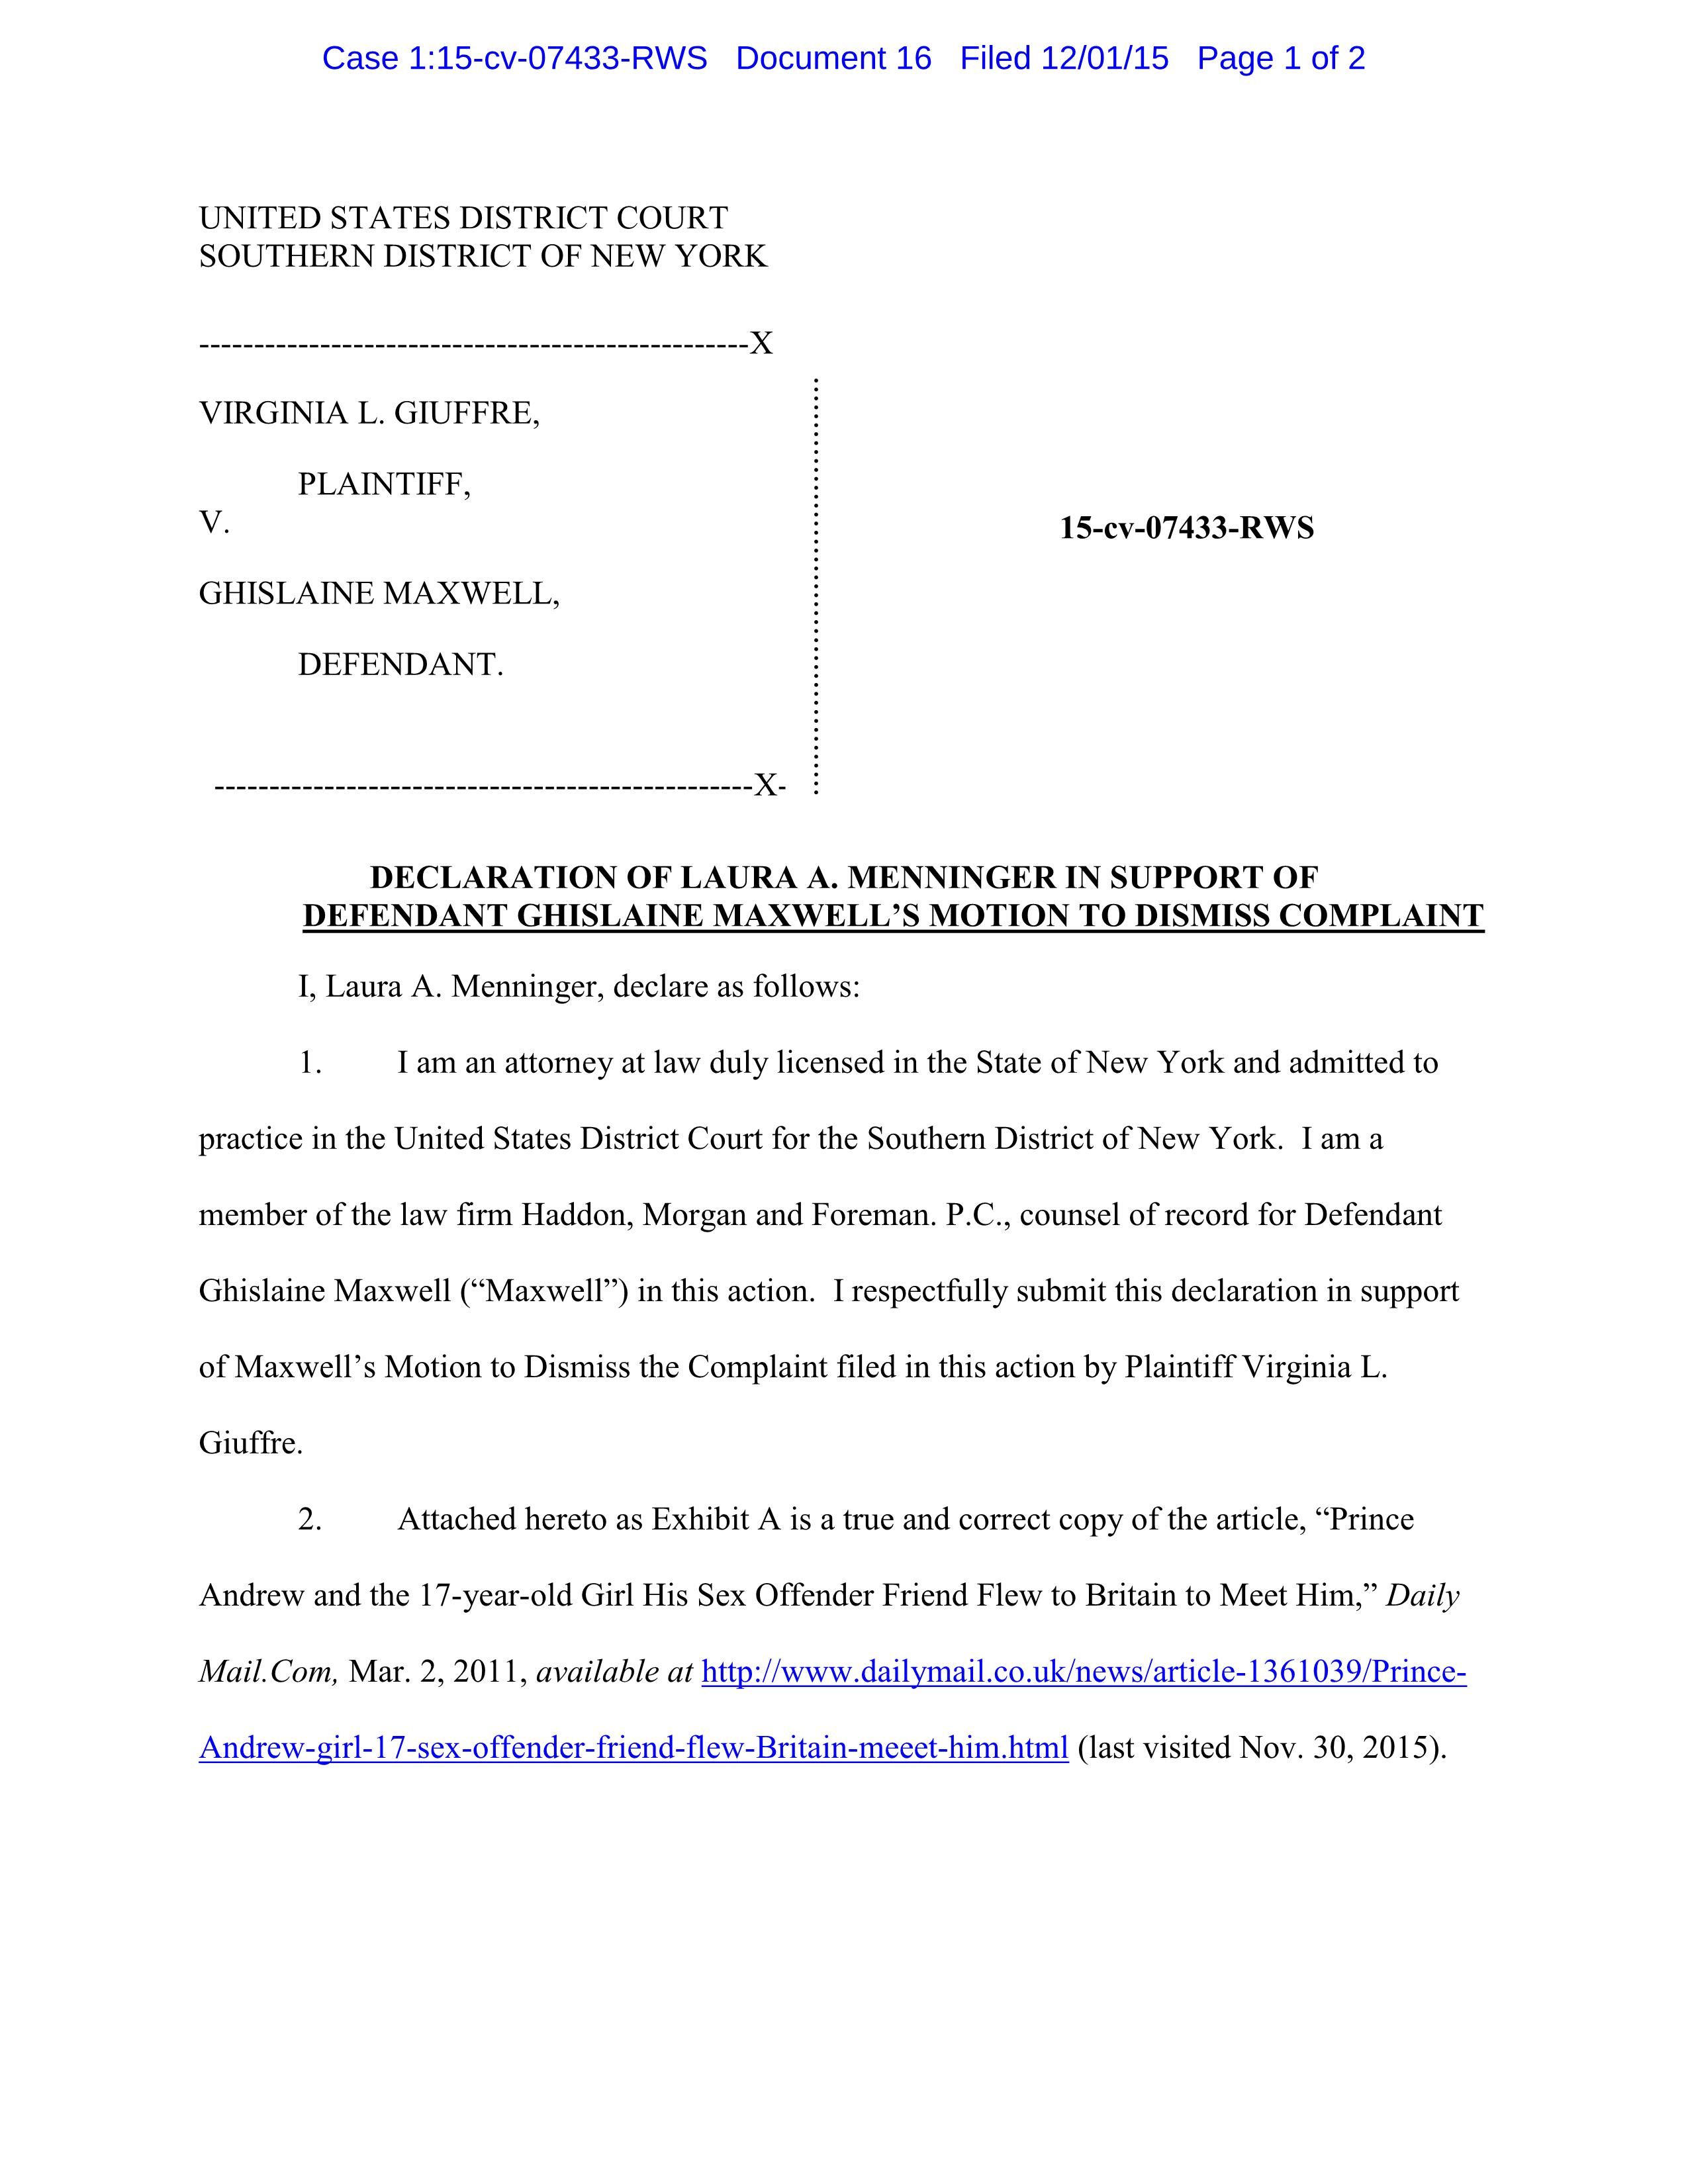 Case 1:15-cv-07433-RWS Document 16 Filed 12/01/15 Page 1 of 2
UNITED STATES DISTRICT COURT
SOUTHERN DISTRICT OF NEW YORK
--------------------------------------------------X
VIRGINIA L. GIUFFRE,
PLAINTIFF,
V.
15-cv-07433-RWS
GHISLAINE MAXWELL,
DEFENDANT.
-------------------------------------------------X-
DECLARATION OF LAURA A. MENNINGER IN SUPPORT OF
DEFENDANT GHISLAINE MAXWELL’S MOTION TO DISMISS COMPLAINT
I, Laura A. Menninger, declare as follows:
1. I am an attorney at law duly licensed in the State of New York and admitted to
practice in the United States District Court for the Southern District of New York. I am a
member of the law firm Haddon, Morgan and Foreman. P.C., counsel of record for Defendant
Ghislaine Maxwell (“Maxwell”) in this action. I respectfully submit this declaration in support
of Maxwell’s Motion to Dismiss the Complaint filed in this action by Plaintiff Virginia L.
Giuffre.
2. Attached hereto as Exhibit A is a true and correct copy of the article, “Prince
Andrew and the 17-year-old Girl His Sex Offender Friend Flew to Britain to Meet Him,” Daily
Mail.Com, Mar. 2, 2011, available at http://www.dailymail.co.uk/news/article-1361039/Prince-
Andrew-girl-17-sex-offender-friend-flew-Britain-meeet-him.html (last visited Nov. 30, 2015).